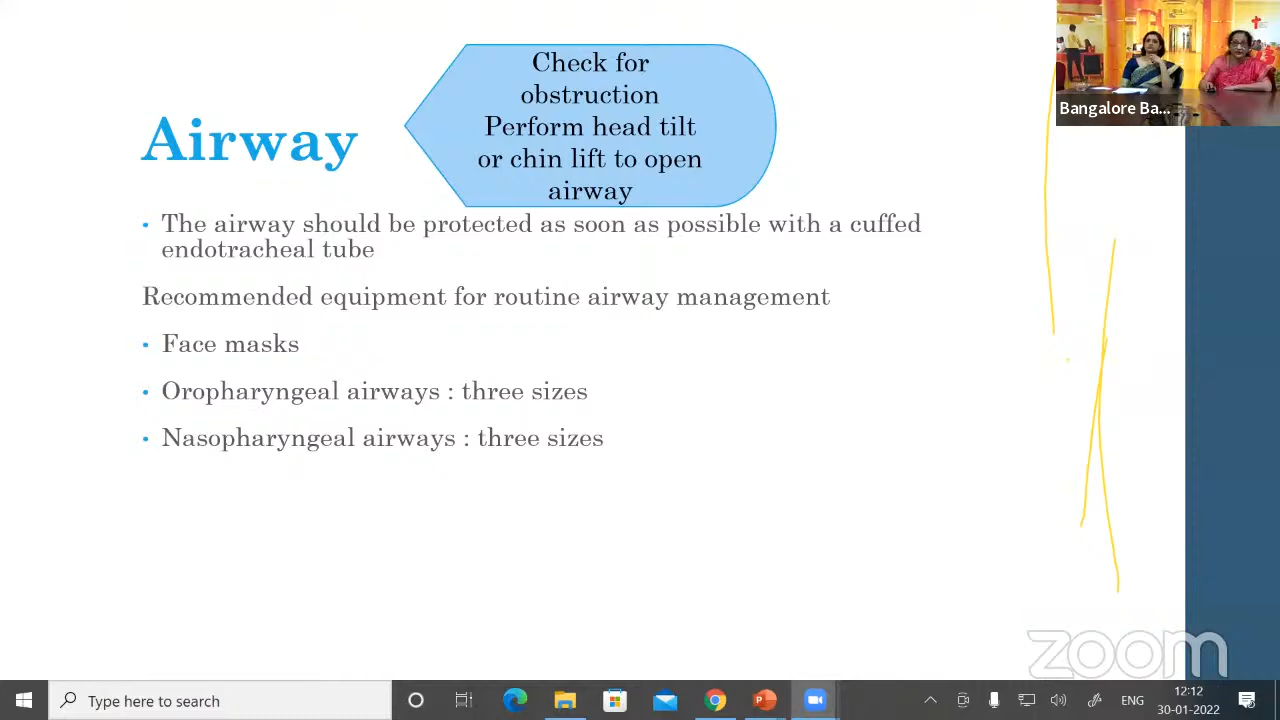 Check for
obstruction
Perform head tilt
or chin lift to open
airway
Airway
• The airway should be protected as soon as possible with a cuffed
endotracheal tube
Recommended equipment for routine airway management
• Face masks
• Oropharyngeal airways : three sizes
• Nasopharyngeal airways : three sizes
Bangalore Ba...
zoom
Type here to search
ENG
12:12
30-01-2022